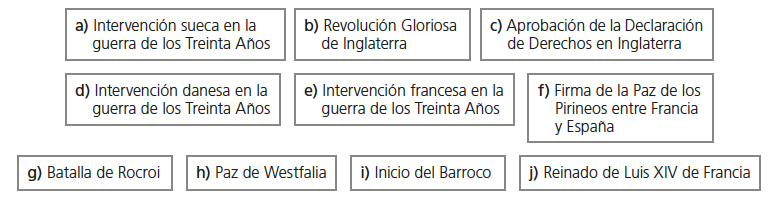 a) Intervención sueca en la
guerra de los Treinta Años
b) Revolución Gloriosa
de Inglaterra
c) Aprobación de la Declaración
de Derechos en Inglaterra
d) Intervención danesa en la
guerra de los Treinta Años
e) Intervención francesa en la
guerra de los Treinta Años
f) Firma de la Paz de los
Pirineos entre Francia
y España
g) Batalla de Rocroi
h) Paz de Westfalia
i) Inicio del Barroco
j) Reinado de Luis XIV de Francia